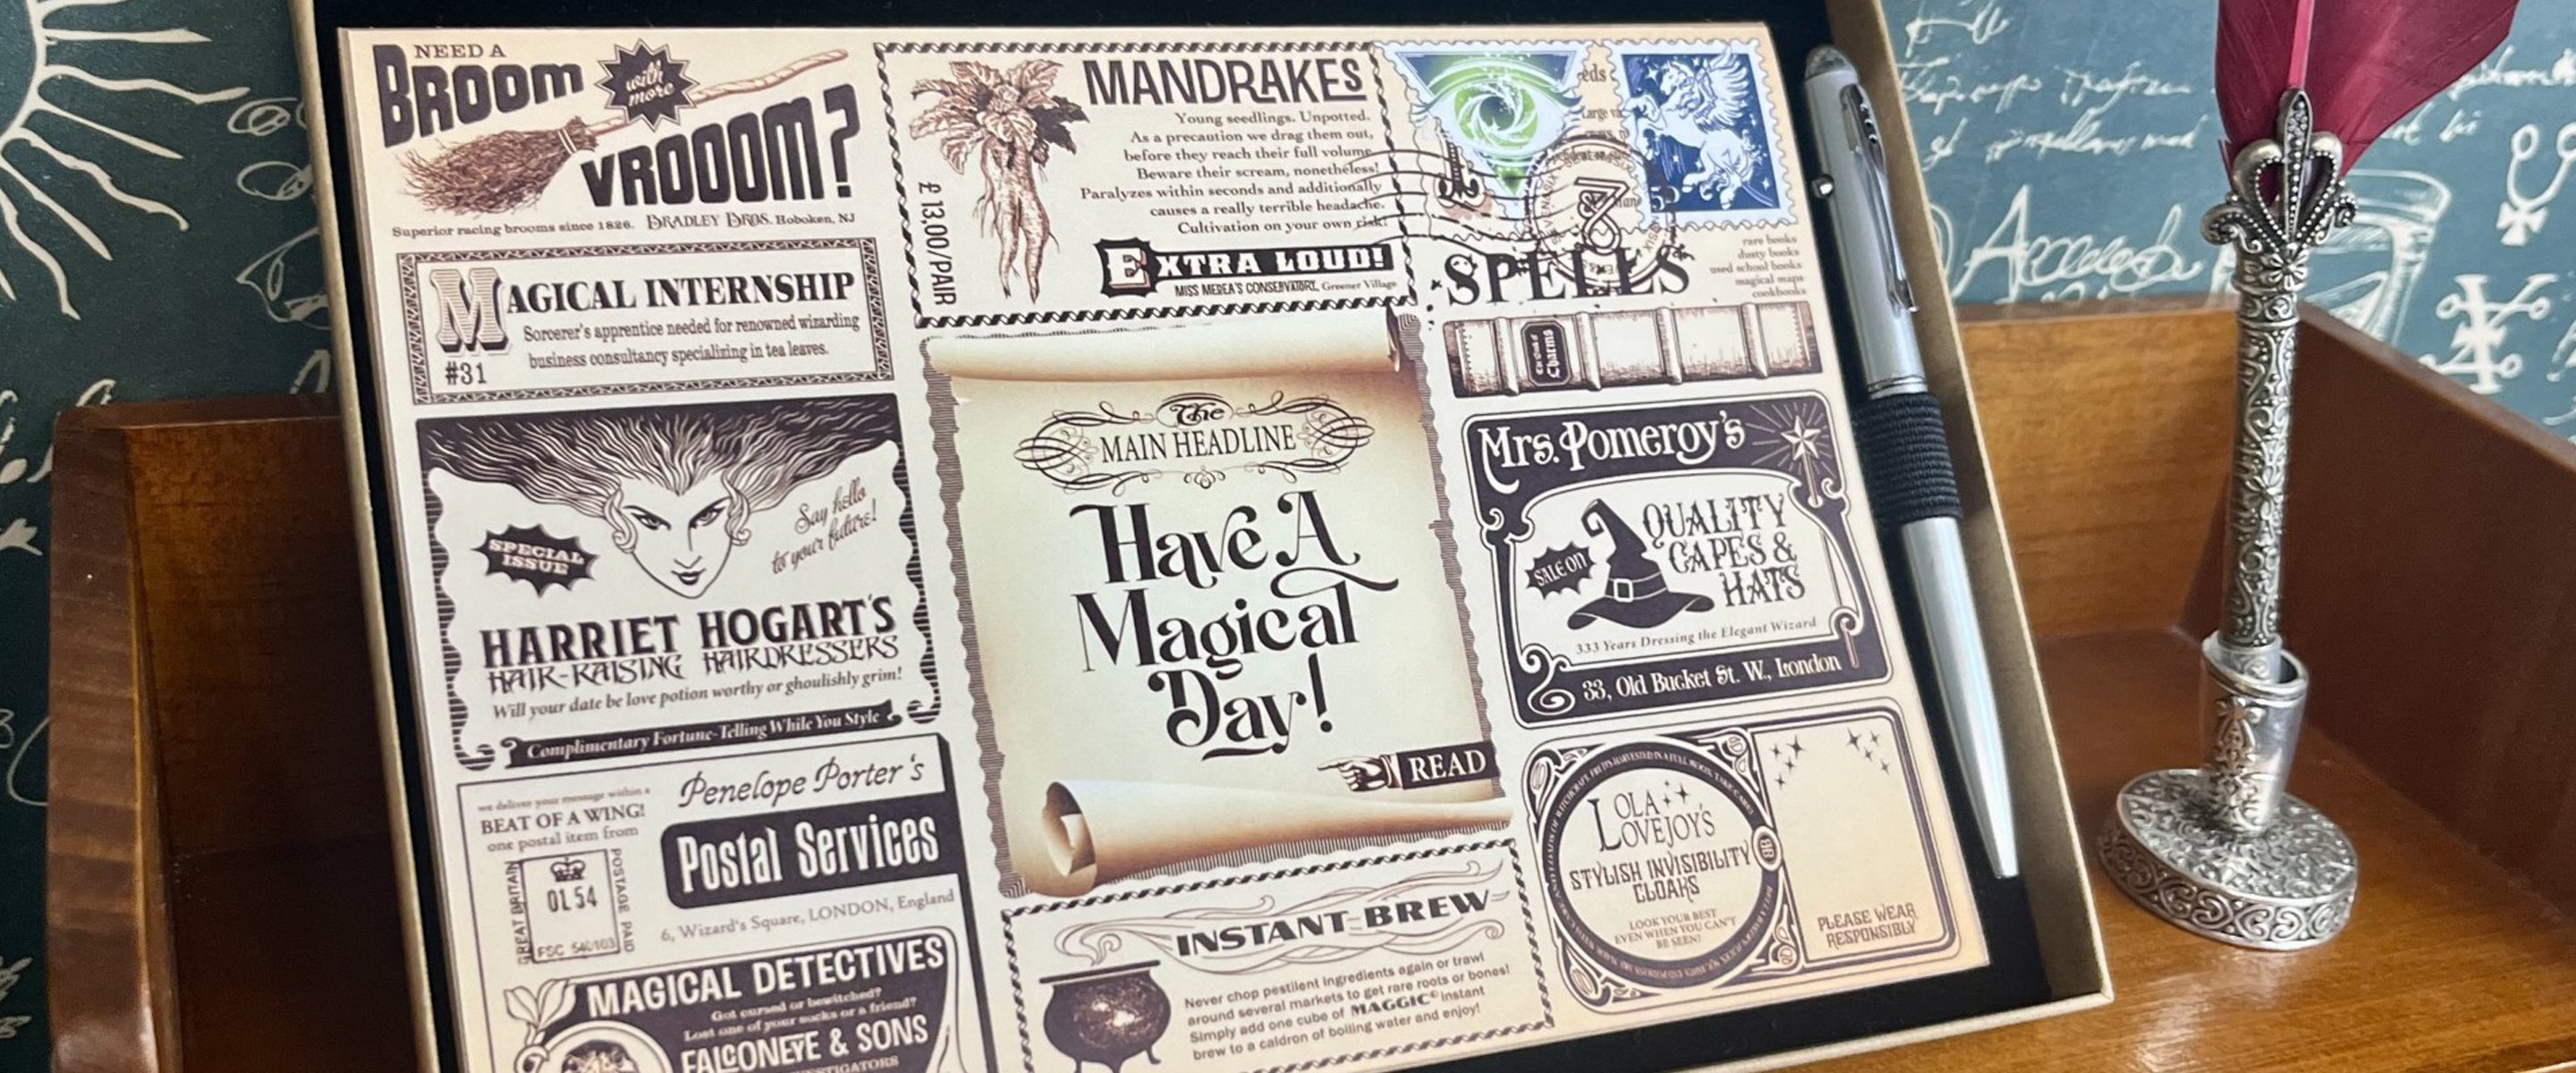 NEED A
BROOM
with
more
VROOOM?
Superior racing brooms since 1826. BRADLEY BROS. Hoboken, NJ
MAGICAL INTERNSHIP
Sorcerer's apprentice needed for renowned wizarding
business consultancy specializing in tea leaves.
#31
SPECIAL
ISSUE
Say hello
to your future!
HARRIET HOGART'S
HAIR-RAISING HAIRDRESSERS
Will your date be love potion worthy or ghoulishly grim!
Complimentary Fortune-Telling While You Style
we deliver your message within a
BEAT OF A WING!
one postal item from
GREAT BRITAIN
POSTAGE PAID
0154
Penelope Porter's
Postal Services
6, Wizard's Square, LONDON, England
MAGICAL DETECTIVES
Got cursed or bewitched?
Lost one of your socks or a friend?
FALCONEYE & SONS
MANDRAKES
Young seedlings. Unpotted.
As a precaution we drag them out,
before they reach their full volume.
Beware their scream, nonetheless!
Paralyzes within seconds and additionally
causes a really terrible headache.
Cultivation on your own risk!
£ 13,00/PAIR
EXTRA LOUD!
MISS MEDEA'S CONSERVATORY, Greener Village
The
MAIN HEADLINE
Have A
Magical
Day!
READ
INSTANT-BREW
Never chop pestilent ingredients again or trawl
around several markets to get rare roots or bones!
Simply add one cube of MAGGIC© instant
brew to a caldron of boiling water and enjoy!
SPELLS
rare books
dusty books
used school books
magical maps
cookbooks
Charms
Mrs. Pomeroy's
SALE ON
QUALITY
CAPES &
HATS
333 Years Dressing the Elegant Wizard
33, Old Bucket St. W., London
LOLA
LOVEJOY'S
STYLISH INVISIBILITY
CLOAKS
LOOK YOUR BEST
EVEN WHEN YOU CAN'T
BE SEEN!
PLEASE WEAR
RESPONSIBLY